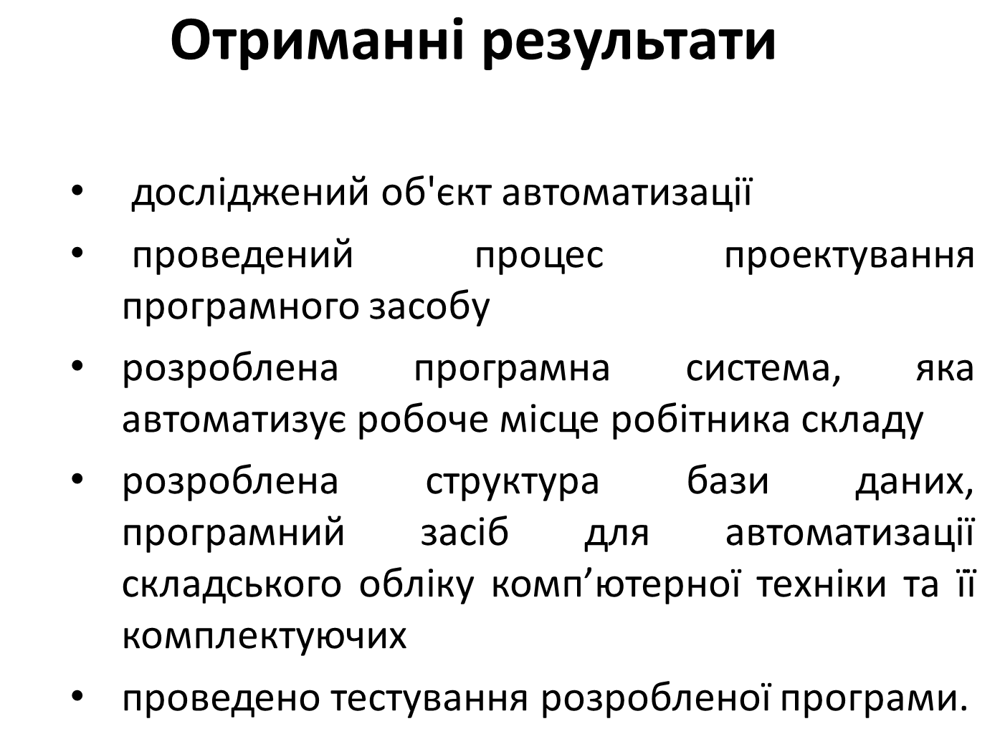 Отриманні результати
• досліджений об'єкт автоматизації
• проведений процес проектування
програмного засобу
• розроблена програмна система, яка
автоматизує робоче місце робітника складу
• розроблена структура бази даних,
програмний засіб для автоматизації
складського обліку комп’ютерної техніки та її
комплектуючих
• проведено тестування розробленої програми.